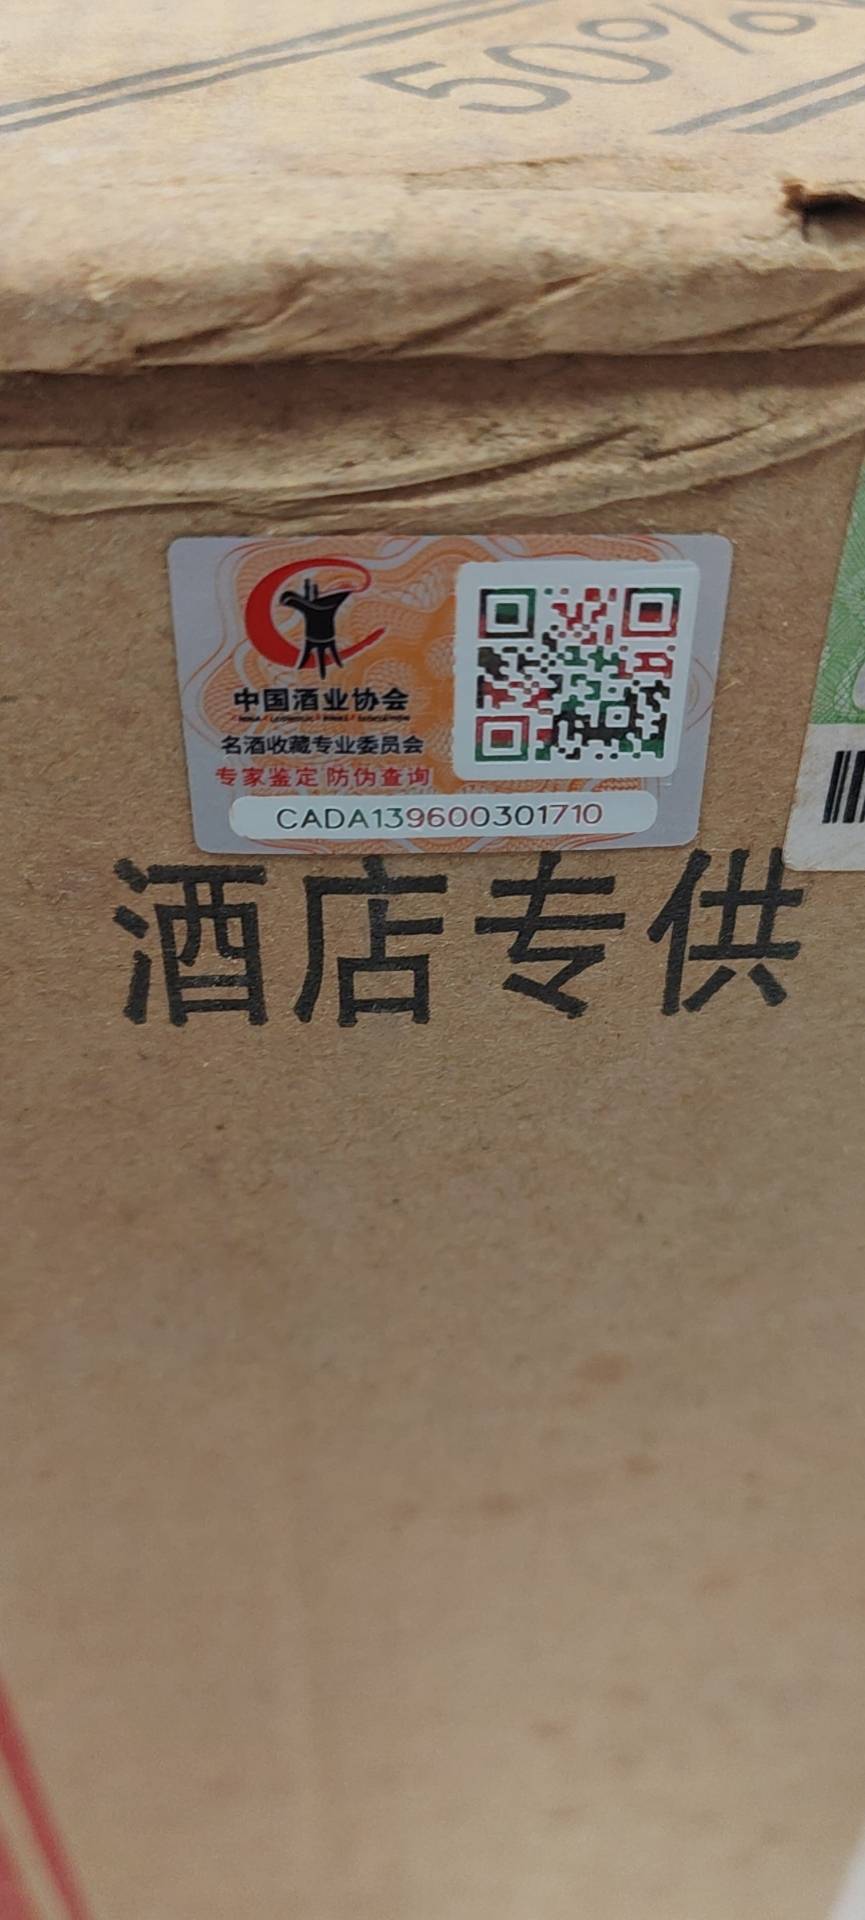 50%
中国酒业协会
名酒收藏专业委员会
专家鉴定 防伪查询
CADA139600301710
酒店专供